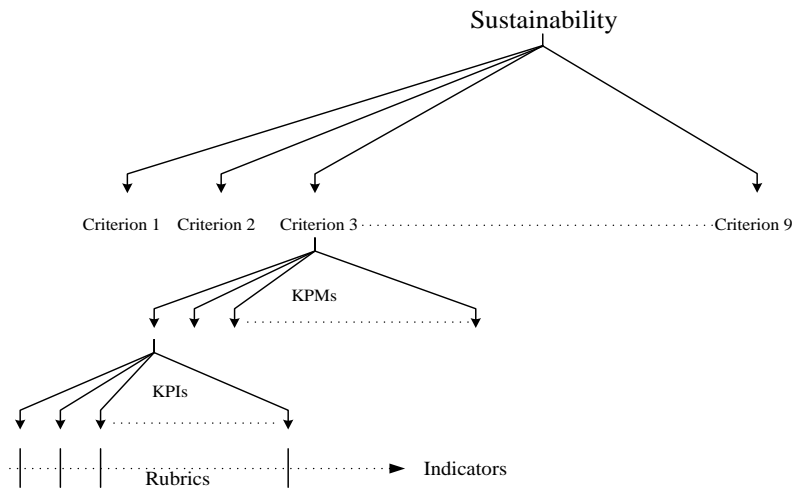 Sustainability
Criterion 1 Criterion 2 Criterion 3 Criterion 9
KPMs
KPIs
Rubrics Indicators